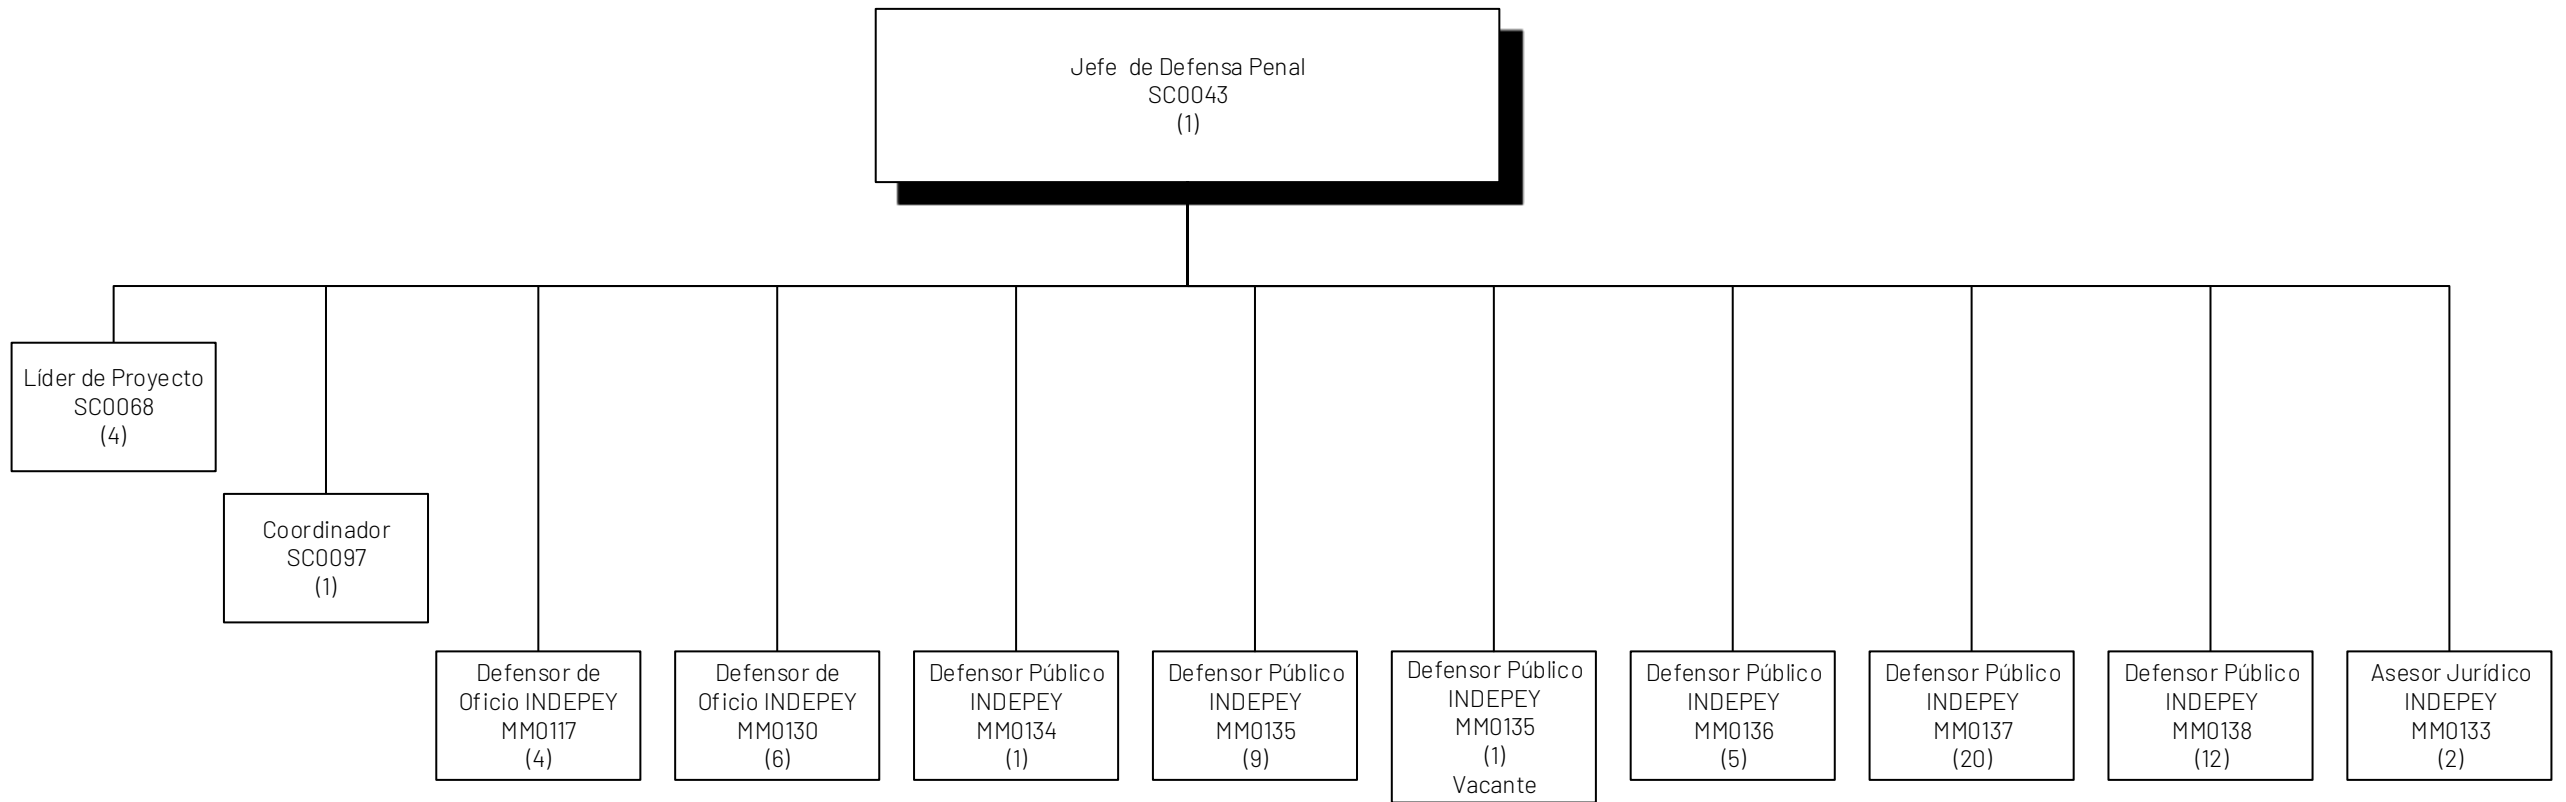 Jefe de Defensa Penal
SC0043
(1)
Líder de Proyecto
SC0068
(4)
Coordinador
SC0097
(1)
Defensor de
Oficio INDEPEY
MM0117
(4)
Defensor de
Oficio INDEPEY
MM0130
(6)
Defensor Público
INDEPEY
MM0134
(1)
Defensor Público
INDEPEY
MM0135
(9)
Defensor Público
INDEPEY
MM0135
(1)
Vacante
Defensor Público
INDEPEY
MM0136
(5)
Defensor Público
INDEPEY
MM0137
(20)
Defensor Público
INDEPEY
MM0138
(12)
Asesor Jurídico
INDEPEY
MM0133
(2)